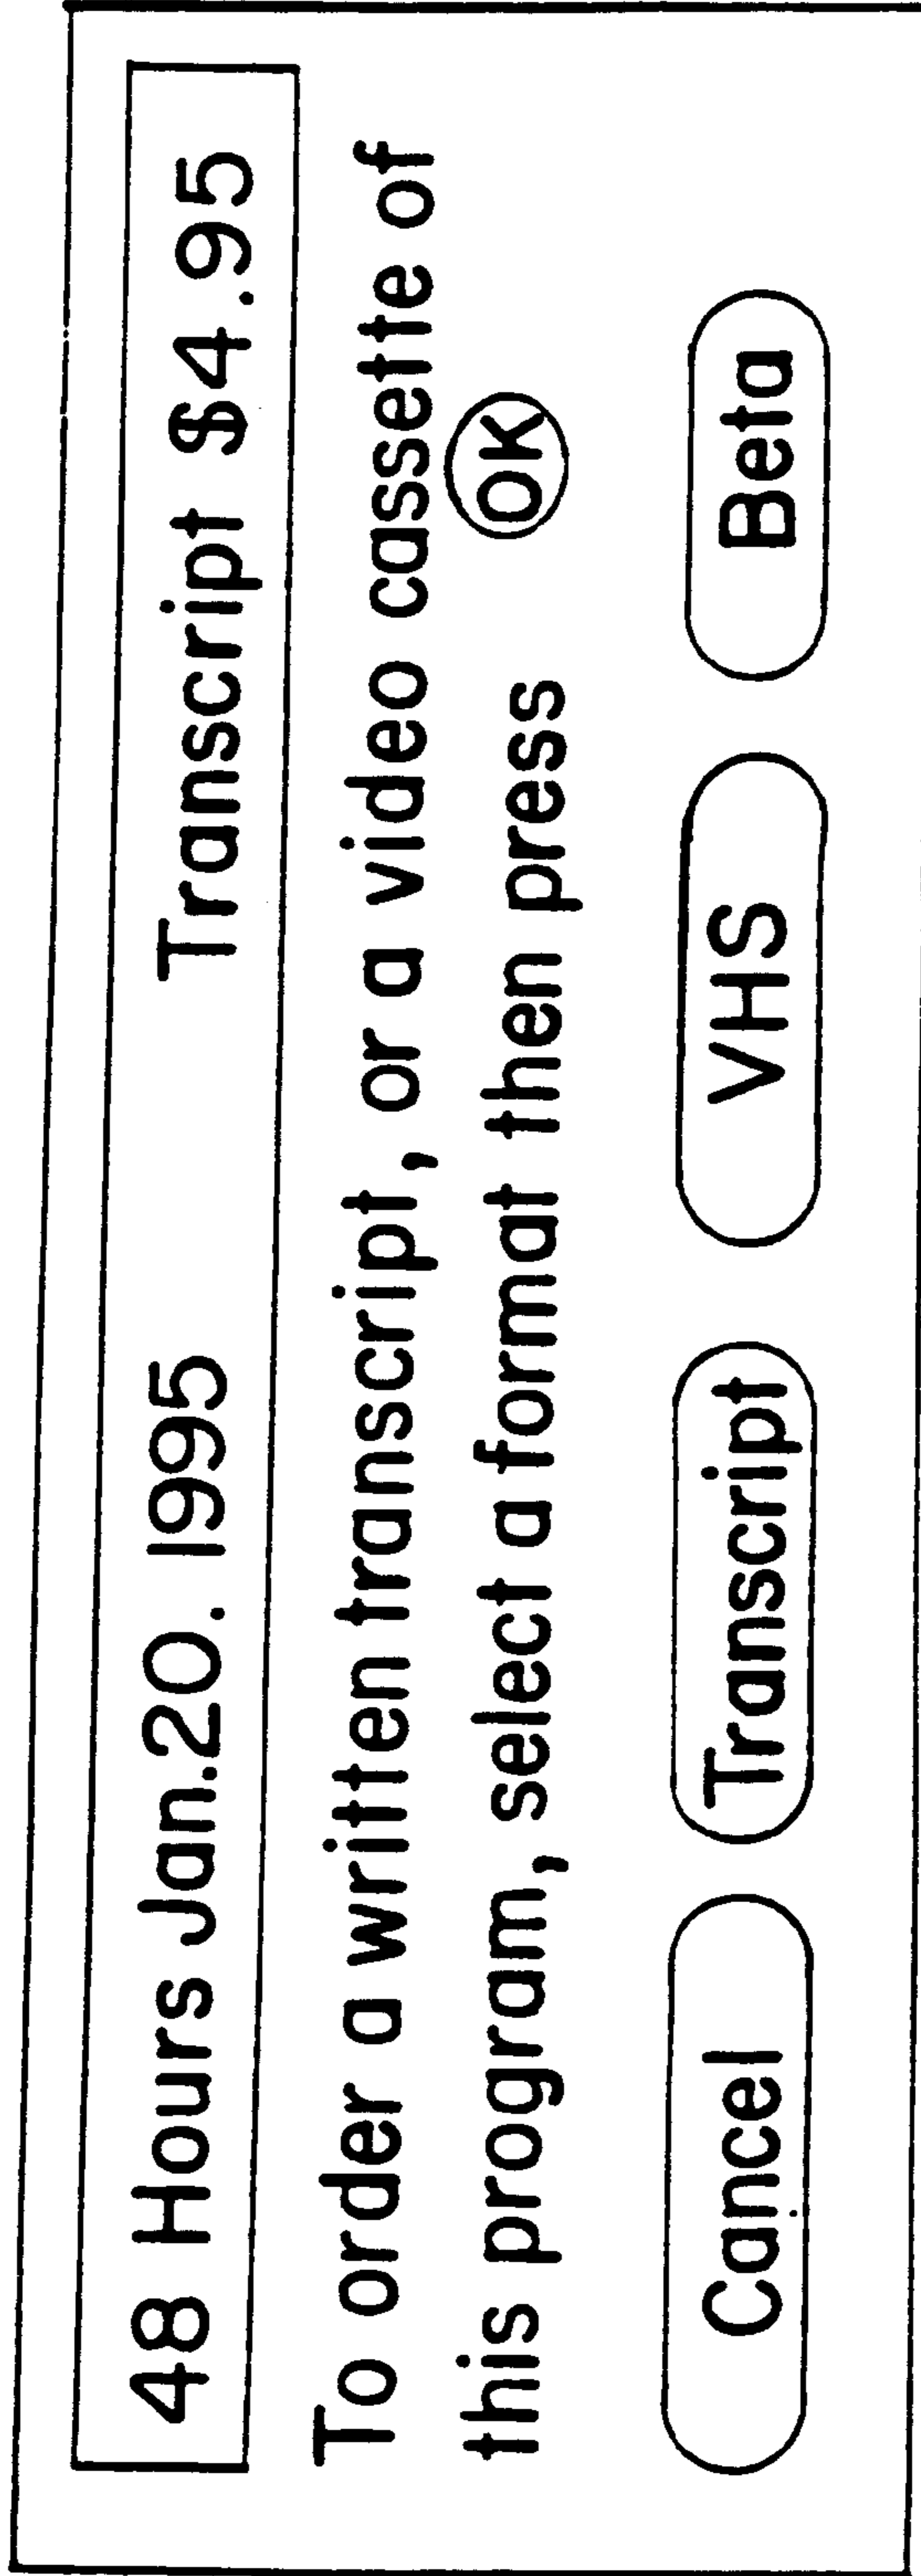 48 Hours Jan.20. 1995 Transcript $4.95
To order a written transcript, or a video cassette of
this program, select a format then press OK
Cancel Transcript VHS Beta